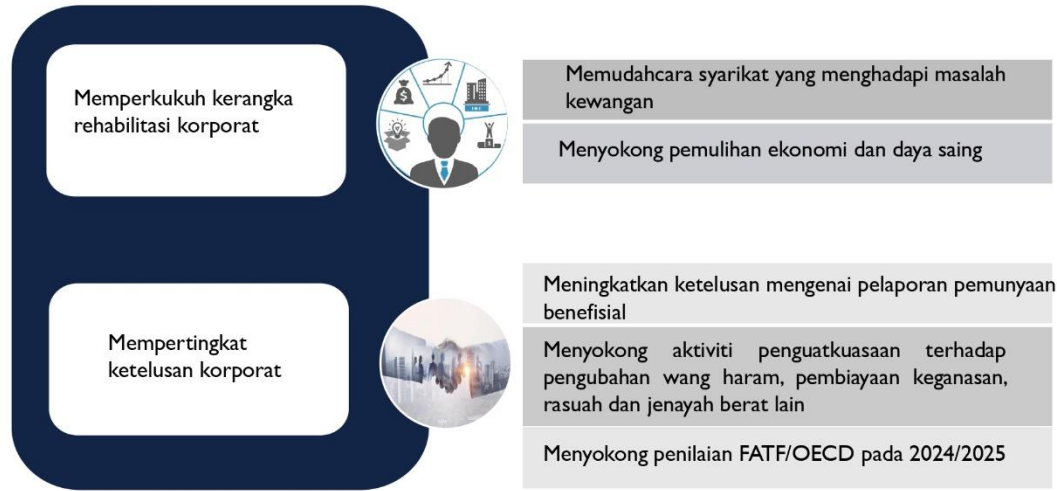 Memperkukuh kerangka
rehabilitasi korporat
Memudahcara syarikat yang menghadapi masalah
kewangan
Menyokong pemulihan ekonomi dan daya saing
Mempertingkat
ketelusan korporat
Meningkatkan ketelusan mengenai pelaporan pemunyaan
benefisial
Menyokong aktiviti penguatkuasaan terhadap
pengubahan wang haram, pembiayaan keganasan,
rasuah dan jenayah berat lain
Menyokong penilaian FATF/OECD pada 2024/2025